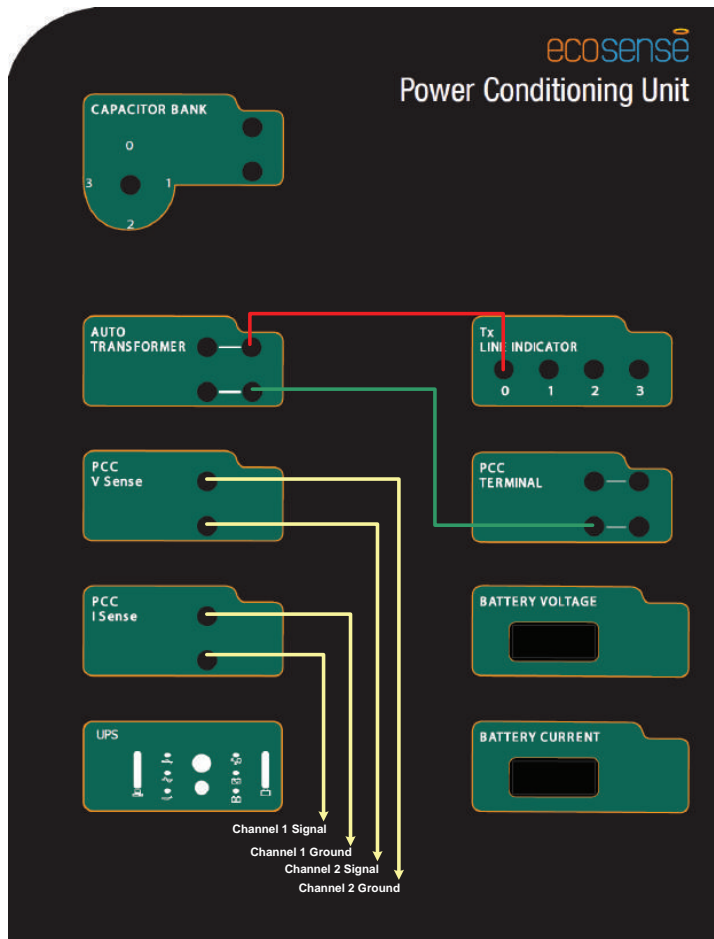 ecosense
Power Conditioning Unit
CAPACITOR BANK
0
3
1
2
AUTO
TRANSFORMER
Tx
LINE INDICATOR
0 1 2 3
PCC
V Sense
PCC
TERMINAL
PCC
I Sense
BATTERY VOLTAGE
UPS
BATTERY CURRENT
Channel 1 Signal
Channel 1 Ground
Channel 2 Signal
Channel 2 Ground